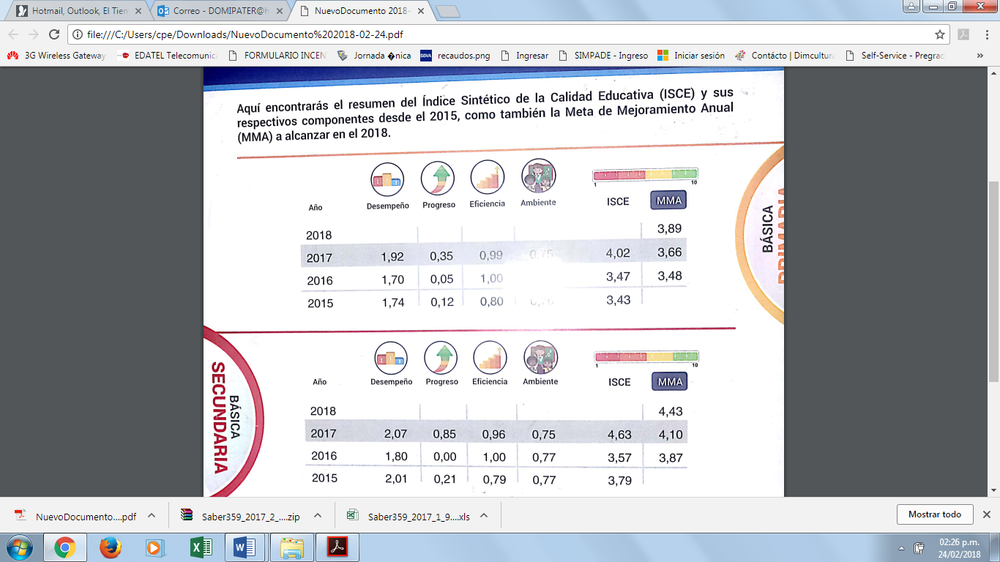 Hotmail, Outlook, El Tiem
Correo - DOMIPATER@h
NuevoDocumento 2018-
file:///C:/Users/cpe/Downloads/NuevoDocumento%202018-02-24.pdf
3G Wireless Gateway
EDATEL Telecomunica
FORMULARIO INCEN
Jornada �nica
BBVA recaudos.png
Ingresar
SIMPADE - Ingreso
Iniciar sesión
Contácto | Dimcultura
Self-Service - Pregrad
»
Aquí encontrarás el resumen del Índice Sintético de la Calidad Educativa (ISCE) y sus
respectivos componentes desde el 2015, como también la Meta de Mejoramiento Anual
(MMA) a alcanzar en el 2018.
1 10
Año Desempeño Progreso Eficiencia Ambiente ISCE MMA
2018 3,89
2017 1,92 0,35 0,99 0,75 4,02 3,66
2016 1,70 0,05 1,00 3,47 3,48
2015 1,74 0,12 0,80 0,76 3,43
BÁSICA
PRIMARIA
BÁSICA
SECUNDARIA
1 10
Año Desempeño Progreso Eficiencia Ambiente ISCE MMA
2018 4,43
2017 2,07 0,85 0,96 0,75 4,63 4,10
2016 1,80 0,00 1,00 0,77 3,57 3,87
2015 2,01 0,21 0,79 0,77 3,79
NuevoDocumento....pdf
Saber359_2017_2_....zip
Saber359_2017_1_9....xls
Mostrar todo
02:26 p.m.
24/02/2018